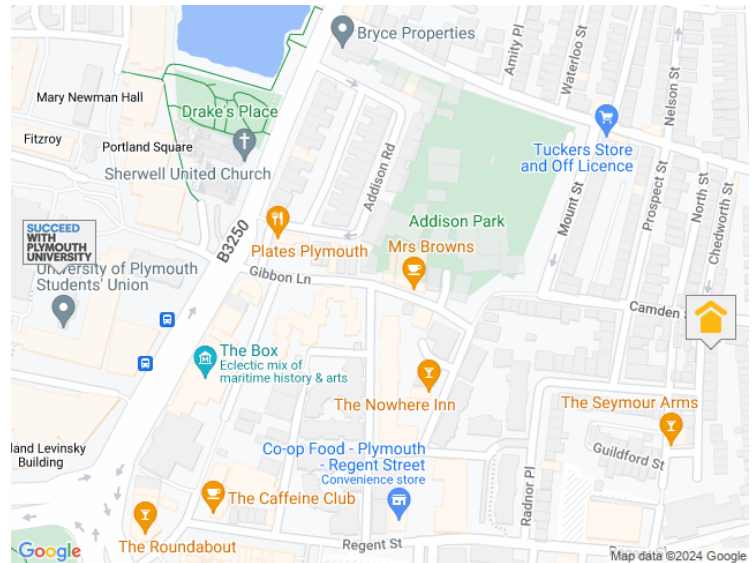 Bryce Properties
Amity Pl
Waterloo St
Nelson St
Mary Newman Hall
Drake's Place
Fitzroy
Portland Square
Sherwell United Church
Addison Rd
Tuckers Store
and Off Licence
Prospect St
North St
Chedworth St
Mount St
Addison Park
B3250
Plates Plymouth
Mrs Browns
SUCCEED
WITH
PLYMOUTH
UNIVERSITY
University of Plymouth
Students' Union
Gibbon Ln
Camden
The Box
Eclectic mix of
maritime history & arts
The Nowhere Inn
The Seymour Arms
land Levinsky
Building
Co-op Food - Plymouth
- Regent Street
Convenience store
Guildford St
Radnor Pl
The Caffeine Club
The Roundabout
Regent St
Google
Map data ©2024 Google